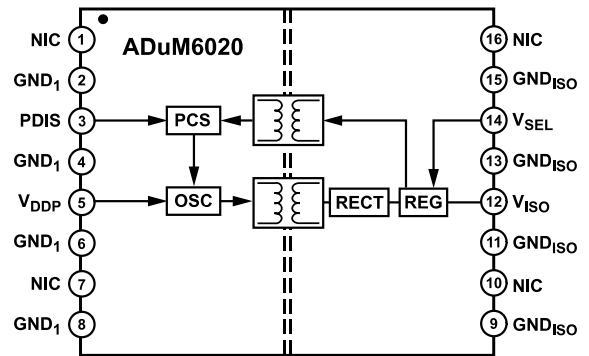 ADuM6020
NIC 1
GND1 2
PDIS 3
GND1 4
VDDP 5
GND1 6
NIC 7
GND1 8
PCS
OSC
RECT
REG
16 NIC
15 GNDISO
14 VSEL
13 GNDISO
12 VISO
11 GNDISO
10 NIC
9 GNDISO